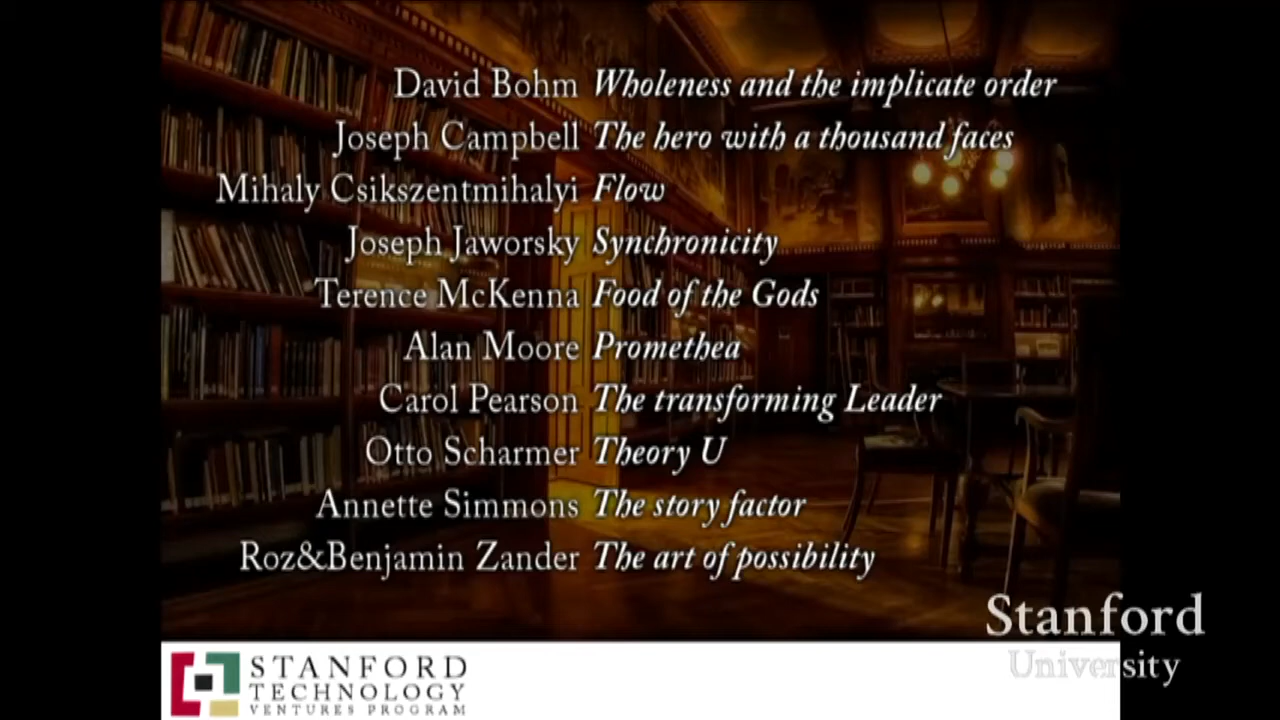 David Bohm Wholeness and the implicate order
Joseph Campbell The hero with a thousand faces
Mihaly Csikszentmihalyi Flow
Joseph Jaworsky Synchronicity
Terence McKenna Food of the Gods
Alan Moore Promethea
Carol Pearson The transforming Leader
Otto Scharmer Theory U
Annette Simmons The story factor
Roz&Benjamin Zander The art of possibility
Stanford
University
STANFORD
TECHNOLOGY
VENTURES PROGRAM